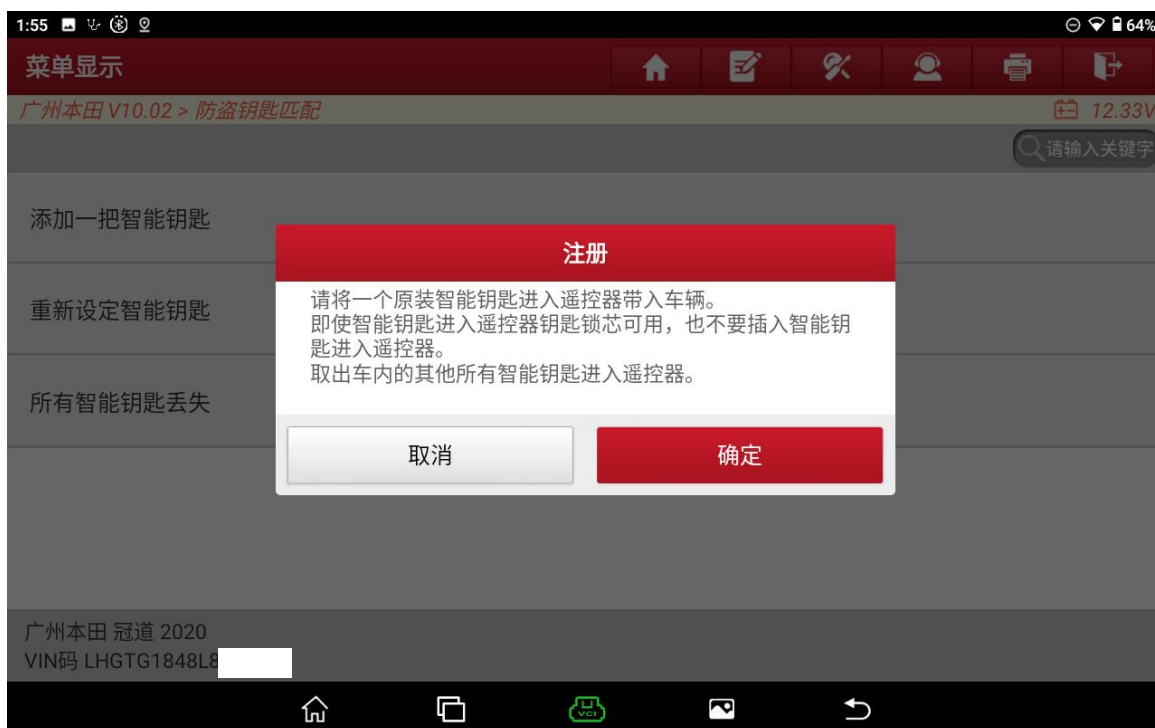 1:55
64%
菜单显示
广州本田 V10.02 > 防盗钥匙匹配
12.33V
请输入关键字
添加一把智能钥匙
重新设定智能钥匙
所有智能钥匙丢失
注册
请将一个原装智能钥匙进入遥控器带入车辆。
即使智能钥匙进入遥控器钥匙锁芯可用，也不要插入智能钥
匙进入遥控器。
取出车内的其他所有智能钥匙进入遥控器。
取消
确定
广州本田 冠道 2020
VIN码 LHGTG1848L8
VCI